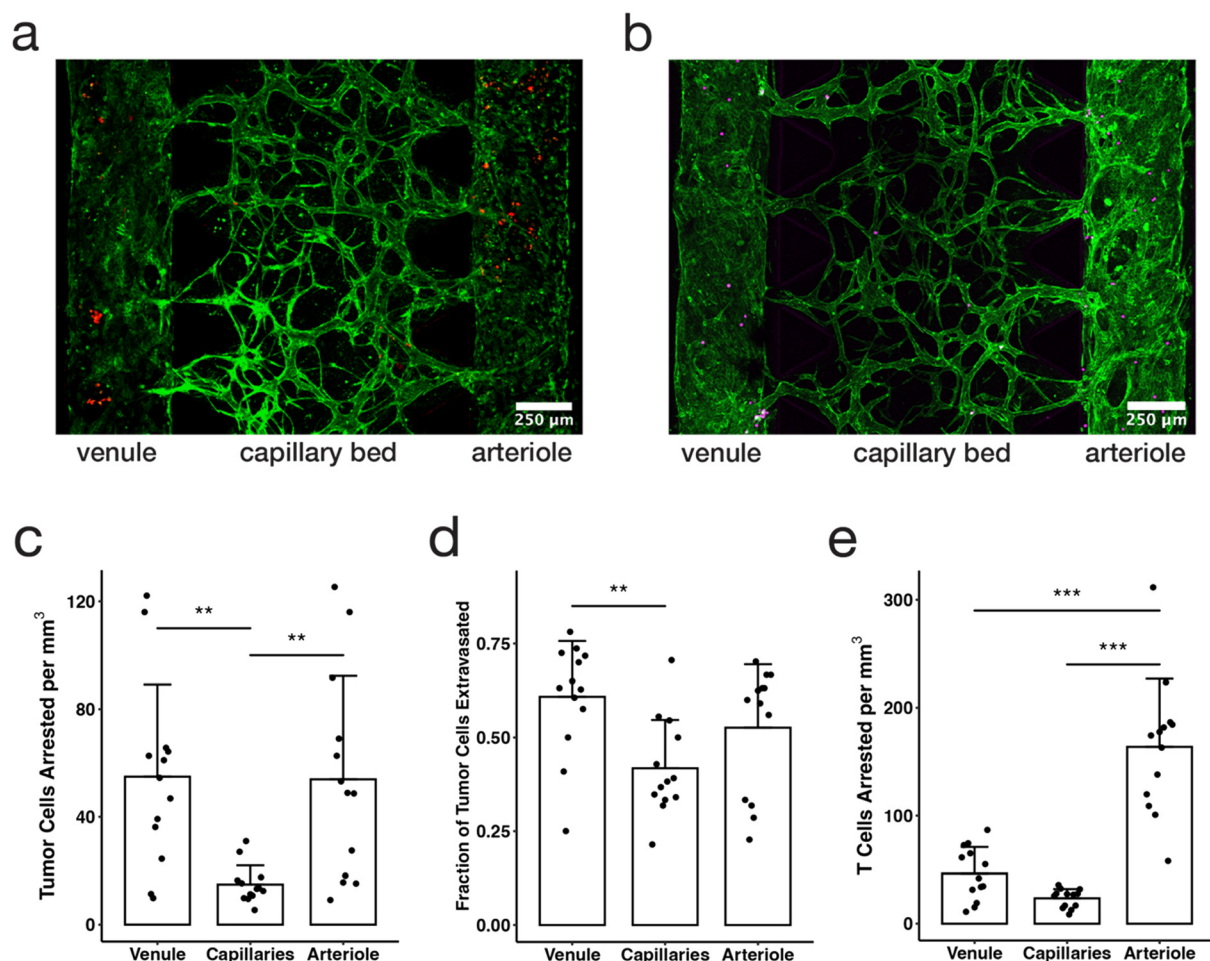 a
b
250 µm
250 µm
venule capillary bed arteriole
venule capillary bed arteriole
c
d
e
Tumor Cells Arrested per mm³
120
80
40
0
** **
Venule Capillaries Arteriole
Fraction of Tumor Cells Extravasated
0.75
0.50
0.25
0.00
**
Venule Capillaries Arteriole
T Cells Arrested per mm³
300
200
100
0
***
***
Venule Capillaries Arteriole